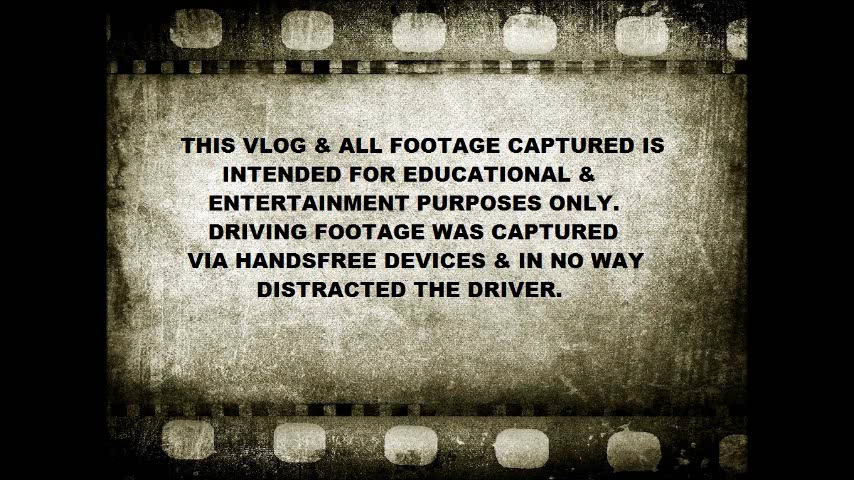 THIS VLOG & ALL FOOTAGE CAPTURED IS
INTENDED FOR EDUCATIONAL &
ENTERTAINMENT PURPOSES ONLY.
DRIVING FOOTAGE WAS CAPTURED
VIA HANDSFREE DEVICES & IN NO WAY
DISTRACTED THE DRIVER.